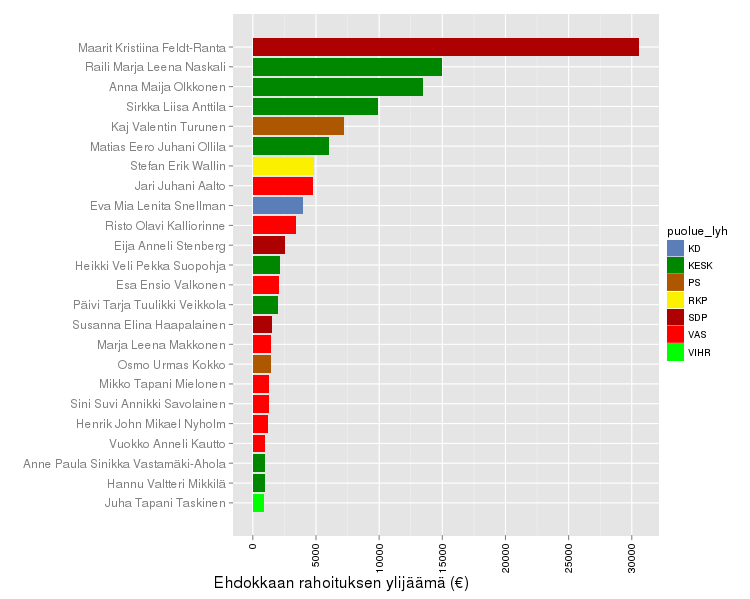 Maarit Kristiina Feldt-Ranta
Raili Marja Leena Naskali
Anna Maija Olkkonen
Sirkka Liisa Anttila
Kaj Valentin Turunen
Matias Eero Juhani Ollila
Stefan Erik Wallin
Jari Juhani Aalto
Eva Mia Lenita Snellman
Risto Olavi Kalliorinne
Eija Anneli Stenberg
Heikki Veli Pekka Suopohja
Esa Ensio Valkonen
Päivi Tarja Tuulikki Veikkola
Susanna Elina Haapalainen
Marja Leena Makkonen
Osmo Urmas Kokko
Mikko Tapani Mielonen
Sini Suvi Annikki Savolainen
Henrik John Mikael Nyholm
Vuokko Anneli Kautto
Anne Paula Sinikka Vastamäki-Ahola
Hannu Valtteri Mikkilä
Juha Tapani Taskinen
0
5000
10000
15000
20000
25000
30000
Ehdokkaan rahoituksen ylijäämä (€)
puolue_lyh
KD
KESK
PS
RKP
SDP
VAS
VIHR